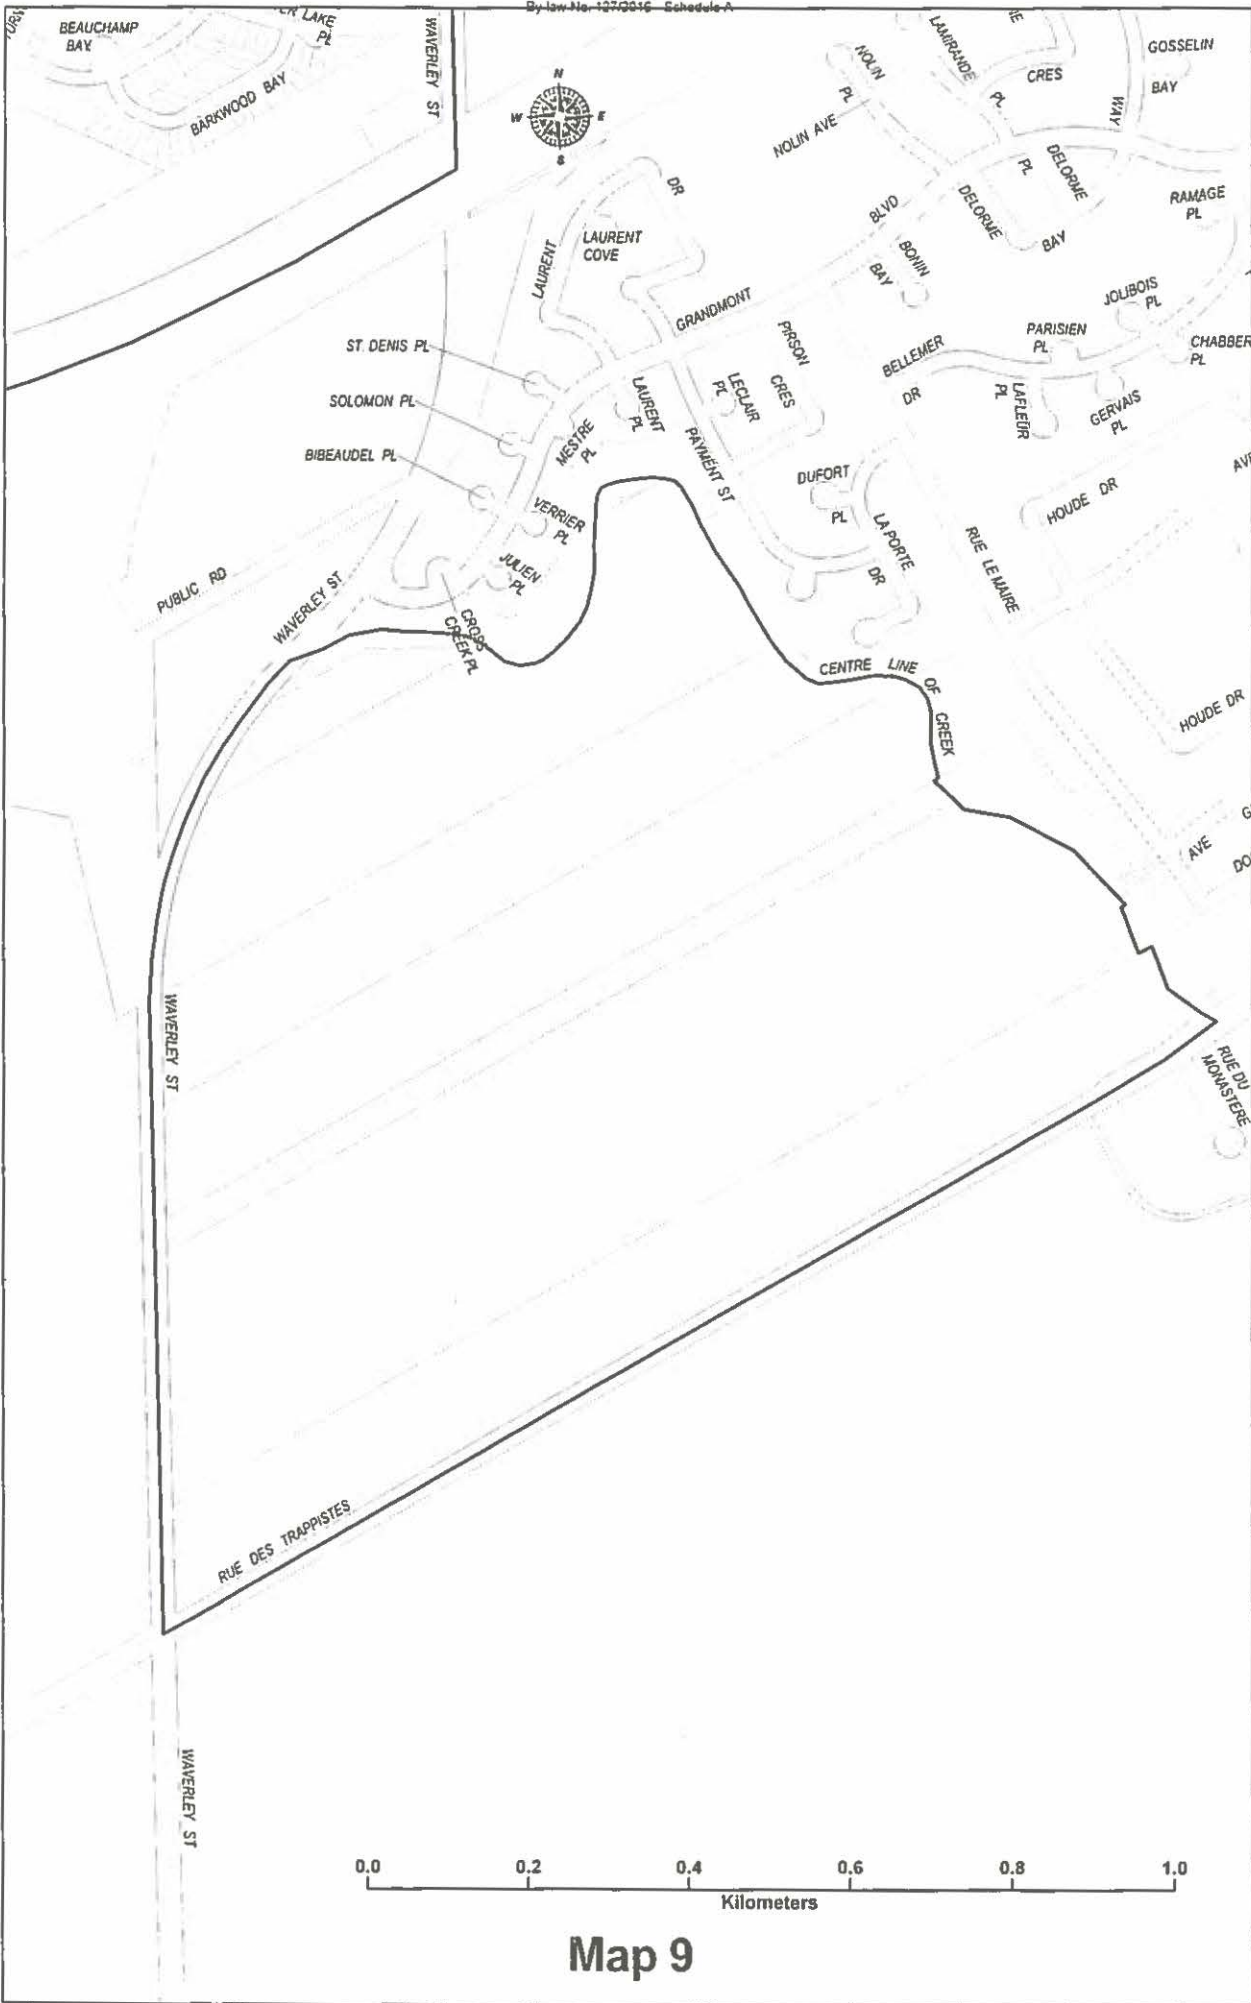 By-law No. 127/2016 Schedule A
BEAUCHAMP
BAY
LAKE
PL
BARKWOOD BAY
WAVERLEY ST
N
W E
S
NOLIN
PL
NOLIN AVE
LAMIRANDE
PL
CRES
GOSSELIN
BAY
WAY
DELORME
PL
RAMAGE
PL
DELORME
BAY
BLVD
BONIN
BAY
DR
LAURENT
COVE
LAURENT
GRANDMONT
JOLIBOIS
PL
PARISIEN
PL
CHABBER
PL
BELLEMER
DR
LAFLEUR
PL
GERVAIS
PL
PIRSON
CRES
LECLAIR
PL
LAURENT
PL
ST. DENIS PL
SOLOMON PL
BIBEAUDEL PL
MESTRE
PL
VERRIER
PL
JULIEN
PL
PAYMENT ST
DUFORT
PL
LAPORTE
DR
HOUDE DR
AVE
RUE LE MAIRE
PUBLIC RD
WAVERLEY ST
CROSS
CREEK PL
CENTRE LINE OF CREEK
HOUDE DR
AVE
G
DO
WAVERLEY ST
RUE DU
MONASTERE
RUE DES TRAPPISTES
WAVERLEY ST
0.0 0.2 0.4 0.6 0.8 1.0
Kilometers
Map 9